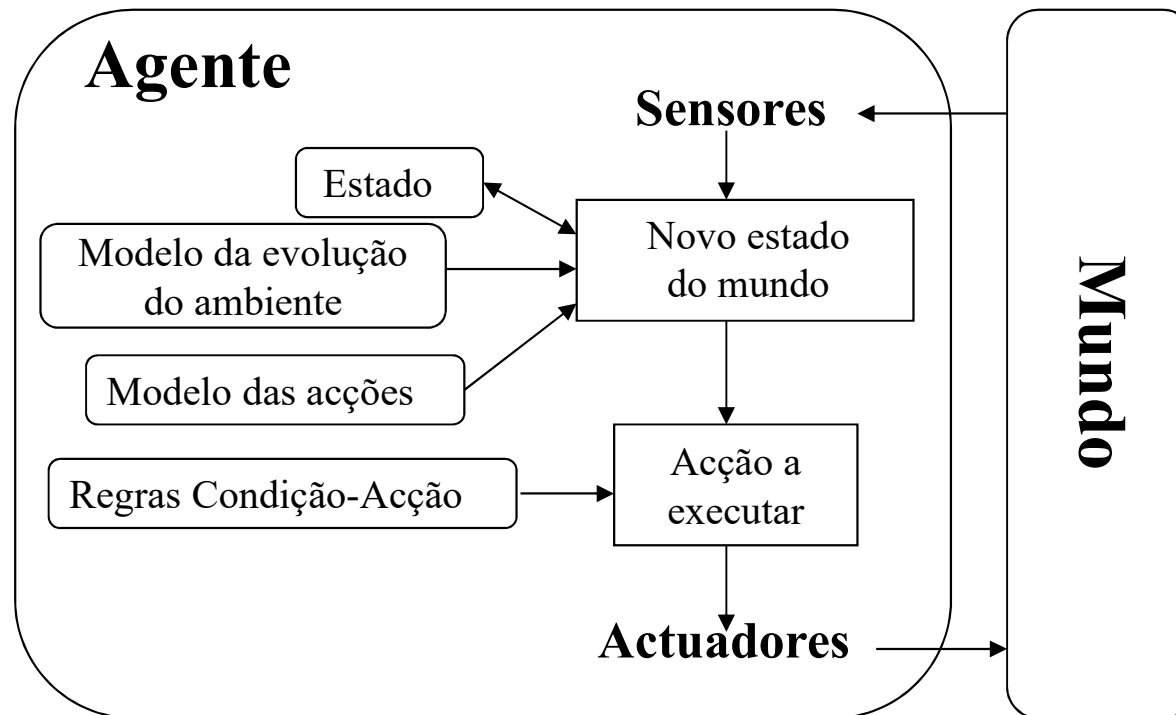 Agente
Sensores
Estado
Novo estado
do mundo
Modelo da evolução
do ambiente
Modelo das acções
Regras Condição-Acção
Acção a
executar
Actuadores
Mundo